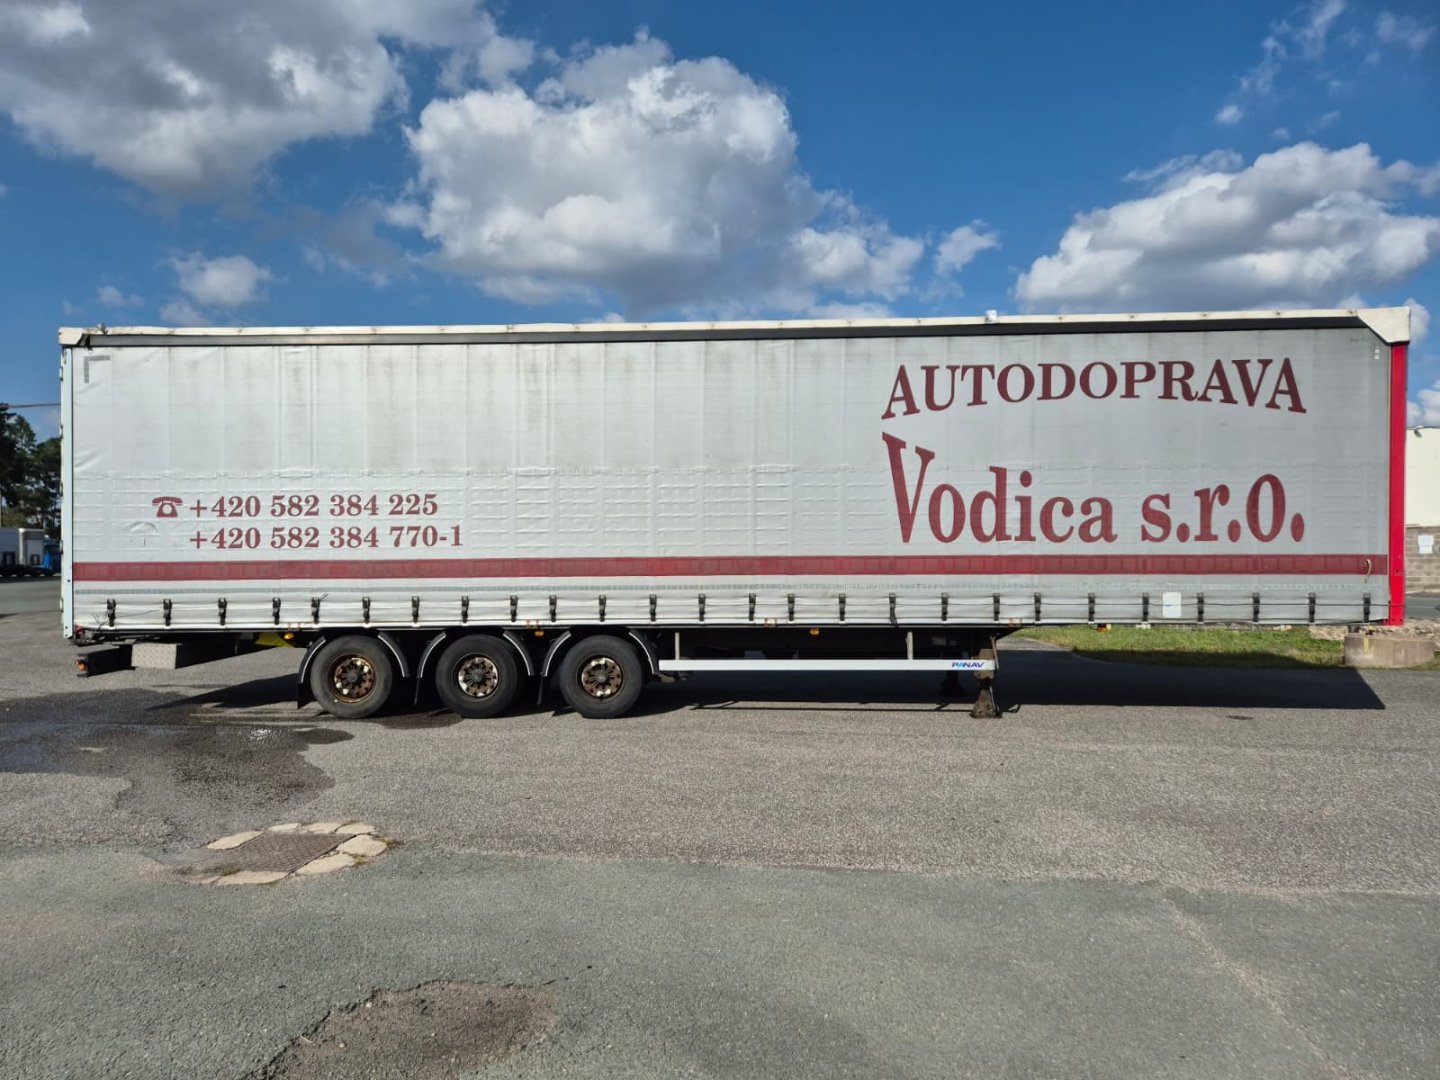 AUTODOPRAVA
Vodica s.r.o.
☎+420 582 384 225
+420 582 384 770-1
PANAV